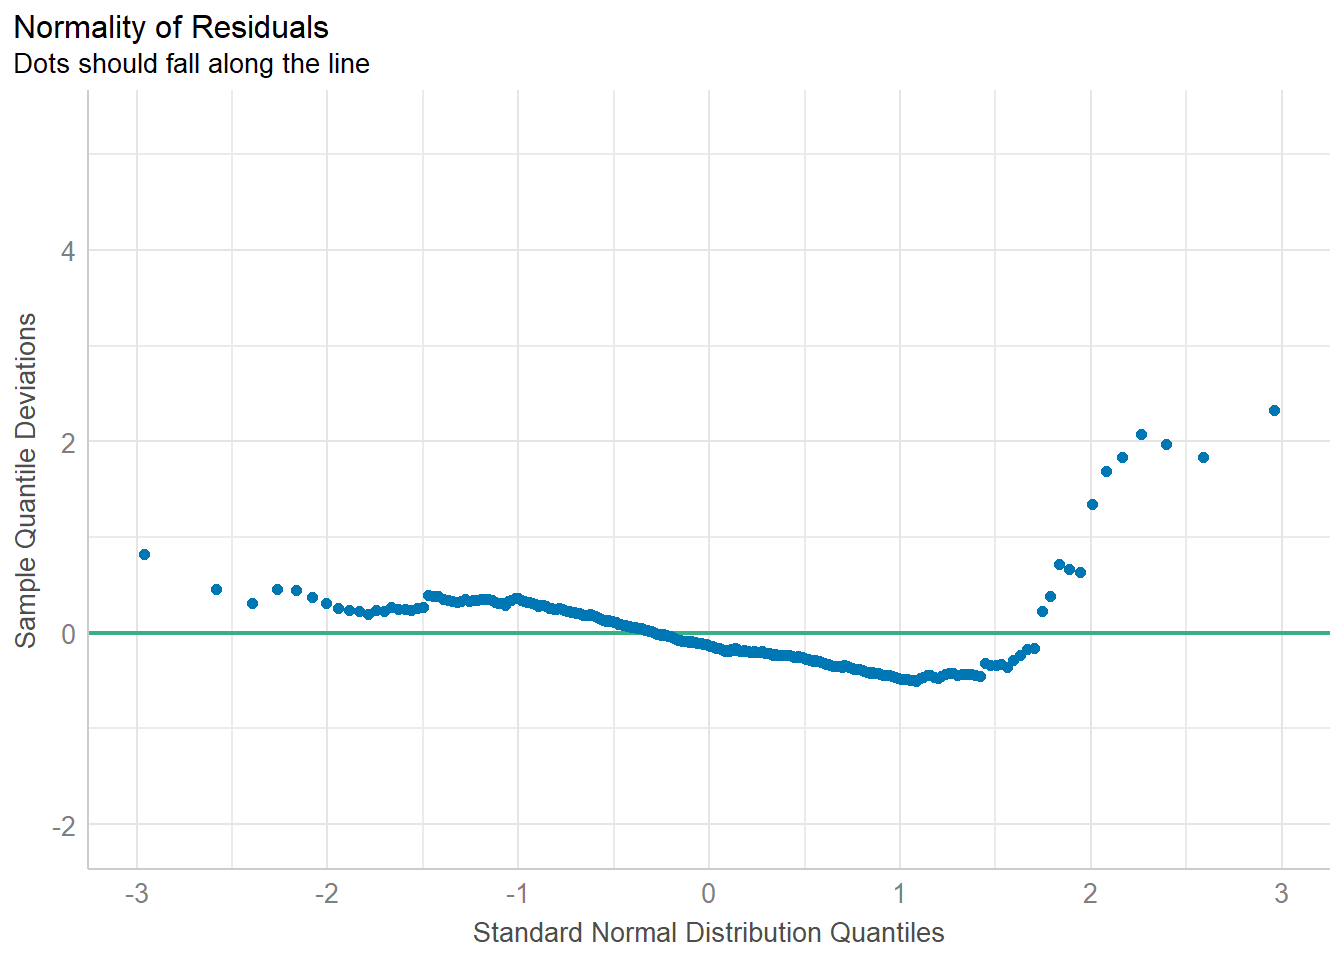 Normality of Residuals
Dots should fall along the line
Sample Quantile Deviations
4
2
0
-2
-3
-2
-1
0
1
2
3
Standard Normal Distribution Quantiles